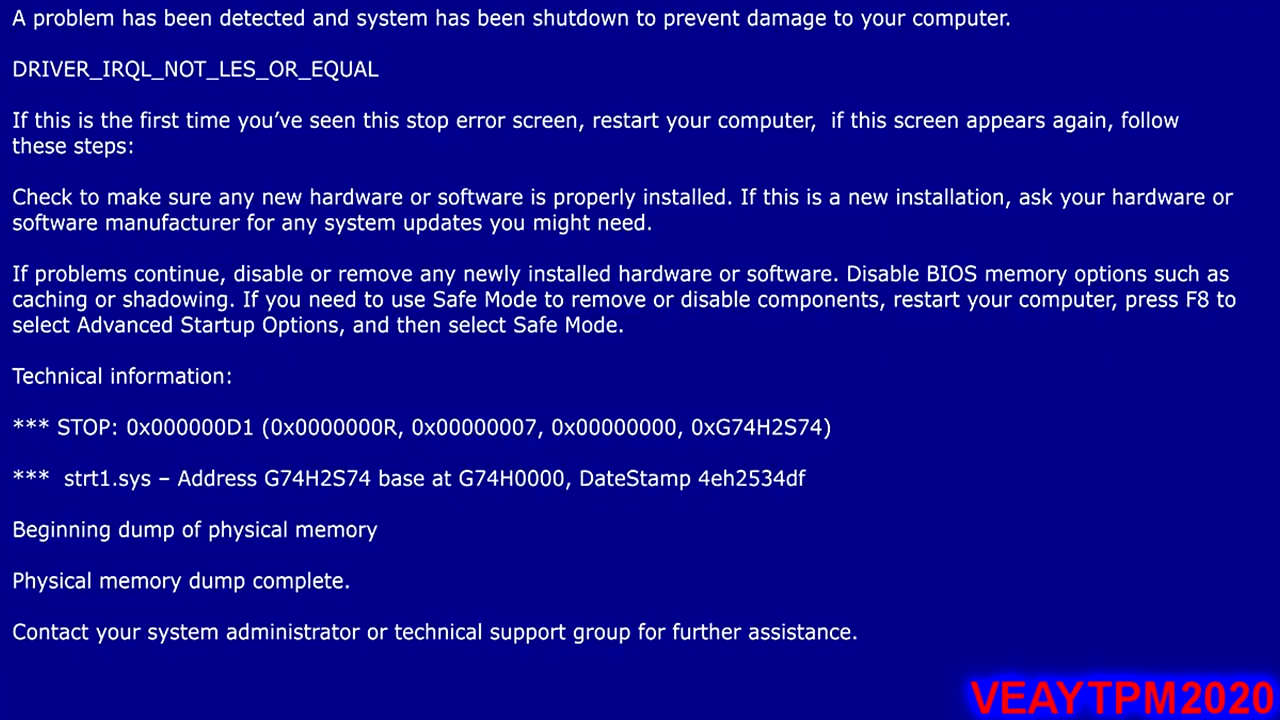 A problem has been detected and system has been shutdown to prevent damage to your computer.
DRIVER_IRQL_NOT_LES_OR_EQUAL
If this is the first time you’ve seen this stop error screen, restart your computer,  if this screen appears again, follow
these steps:
Check to make sure any new hardware or software is properly installed. If this is a new installation, ask your hardware or
software manufacturer for any system updates you might need.
If problems continue, disable or remove any newly installed hardware or software. Disable BIOS memory options such as
caching or shadowing. If you need to use Safe Mode to remove or disable components, restart your computer, press F8 to
select Advanced Startup Options, and then select Safe Mode.
Technical information:
*** STOP: 0x000000D1 (0x0000000R, 0x00000007, 0x00000000, 0xG74H2S74)
***  strt1.sys – Address G74H2S74 base at G74H0000, DateStamp 4eh2534df
Beginning dump of physical memory
Physical memory dump complete.
Contact your system administrator or technical support group for further assistance.
VEAYTPM2020